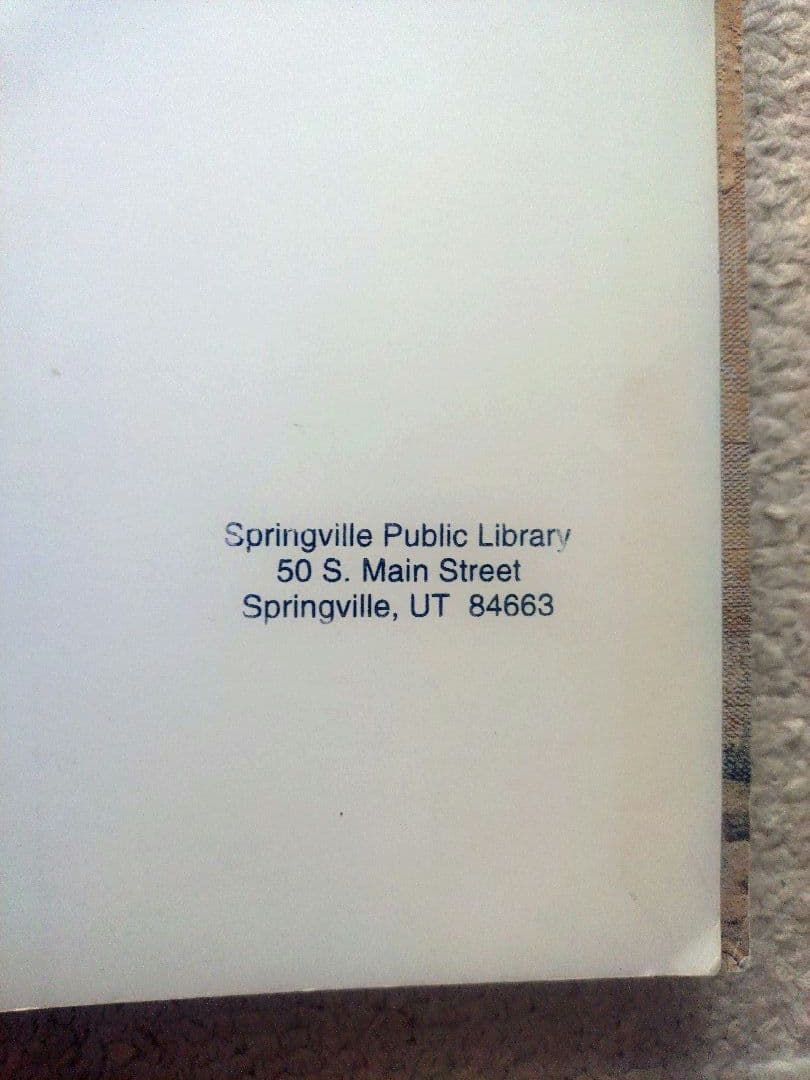 Springville Public Library
50 S. Main Street
Springville, UT 84663